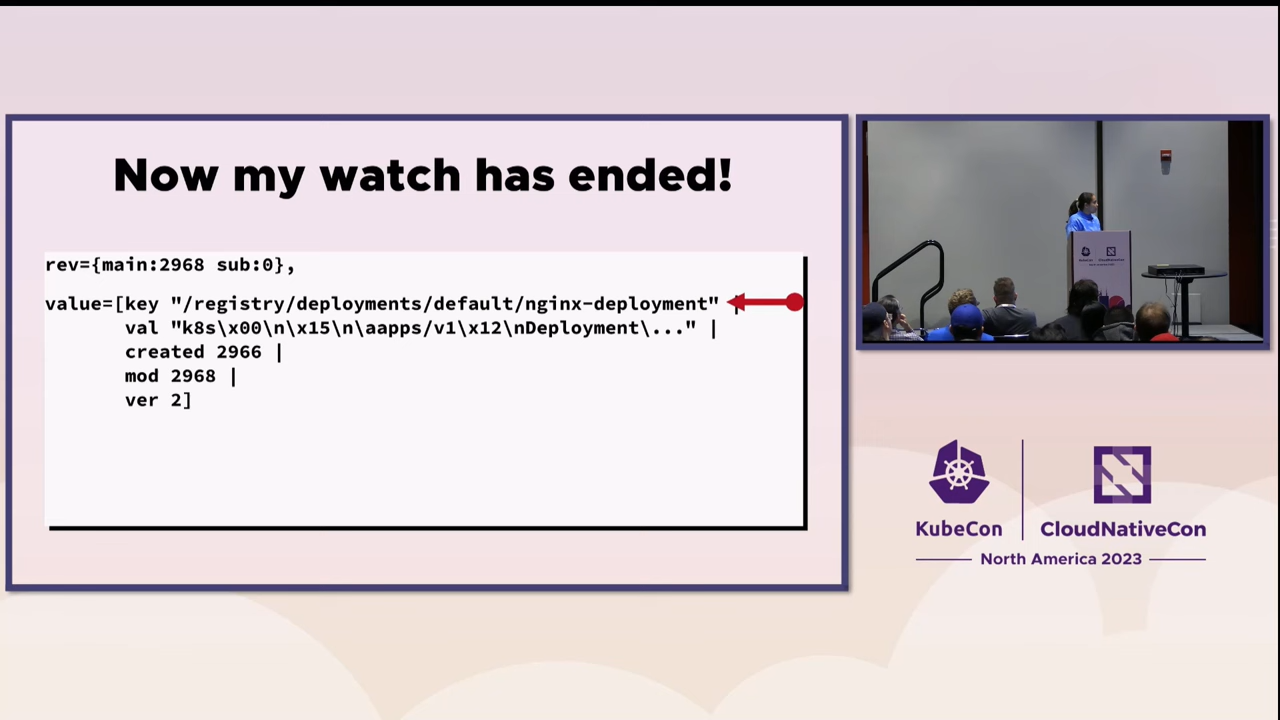 Now my watch has ended!
rev={main:2968 sub:0},
value=[key "/registry/deployments/default/nginx-deployment" |
val "k8s\x00\n\x15\n\aapps/v1\x12\nDeployment\..." |
created 2966 |
mod 2968 |
ver 2]
KubeCon
CloudNativeCon
North America 2023